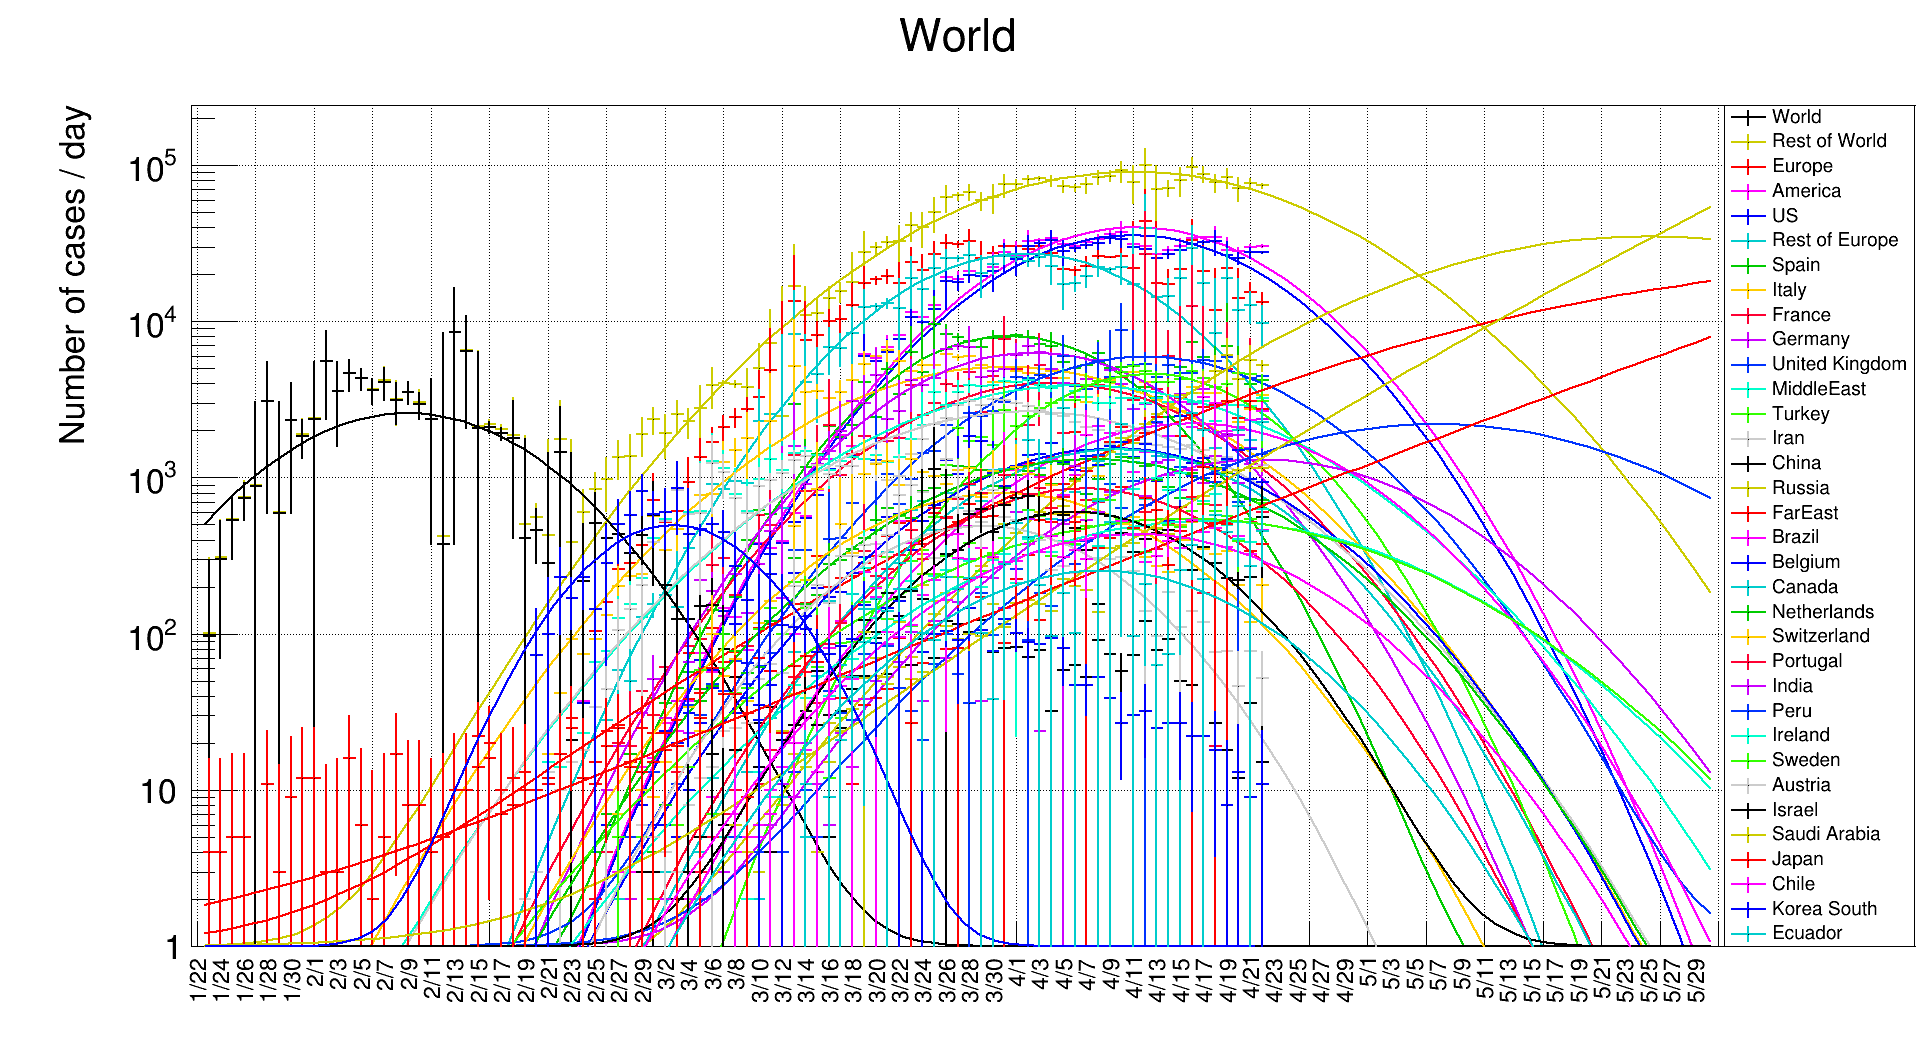 World
Number of cases / day
10^5
10^4
10^3
10^2
10
1
1/22 1/24 1/26 1/28 1/30 2/1 2/3 2/5 2/7 2/9 2/11 2/13 2/15 2/17 2/19 2/21 2/23 2/25 2/27 2/29 3/2 3/4 3/6 3/8 3/10 3/12 3/14 3/16 3/18 3/20 3/22 3/24 3/26 3/28 3/30 4/1 4/3 4/5 4/7 4/9 4/11 4/13 4/15 4/17 4/19 4/21 4/23 4/25 4/27 4/29 5/1 5/3 5/5 5/7 5/9 5/11 5/13 5/15 5/17 5/19 5/21 5/23 5/25 5/27 5/29
World
Rest of World
Europe
America
US
Rest of Europe
Spain
Italy
France
Germany
United Kingdom
MiddleEast
Turkey
Iran
China
Russia
FarEast
Brazil
Belgium
Canada
Netherlands
Switzerland
Portugal
India
Peru
Ireland
Sweden
Austria
Israel
Saudi Arabia
Japan
Chile
Korea South
Ecuador